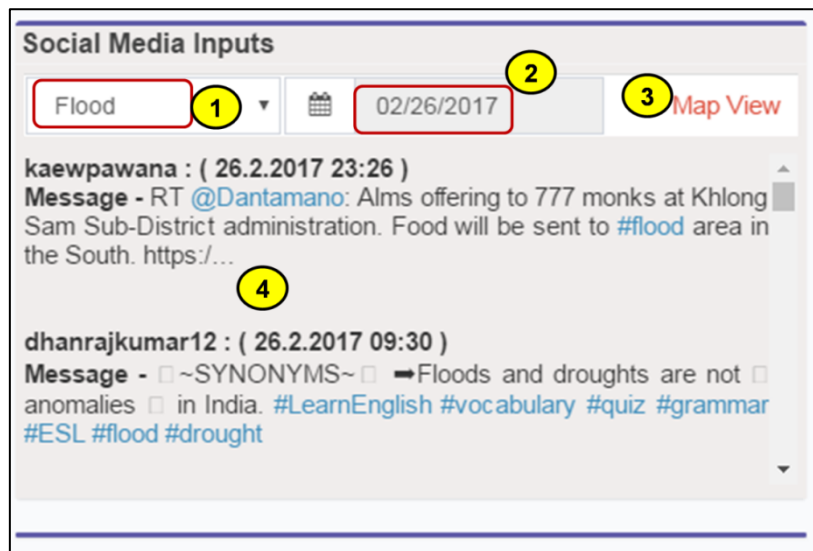 Social Media Inputs
Flood 1 02/26/2017 2 3 Map View
kaewpawana : ( 26.2.2017 23:26 )
Message - RT @Dantamano: Alms offering to 777 monks at Khlong
Sam Sub-District administration. Food will be sent to #flood area in
the South. https:/...
4
dhanrajkumar12 : ( 26.2.2017 09:30 )
Message - □~SYNONYMS~□ ➡Floods and droughts are not □
anomalies □ in India. #LearnEnglish #vocabulary #quiz #grammar
#ESL #flood #drought